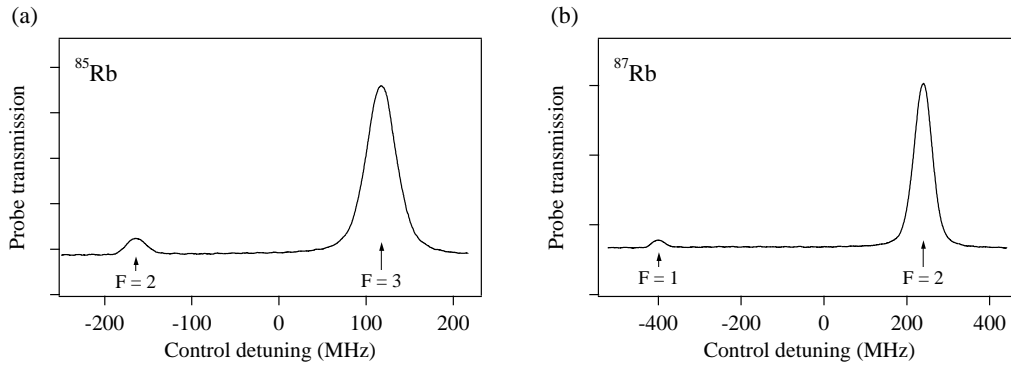 (a)
⁸⁵Rb
Probe transmission
F = 2
F = 3
-200 -100 0 100 200
Control detuning (MHz)
(b)
⁸⁷Rb
Probe transmission
F = 1
F = 2
-400 -200 0 200 400
Control detuning (MHz)